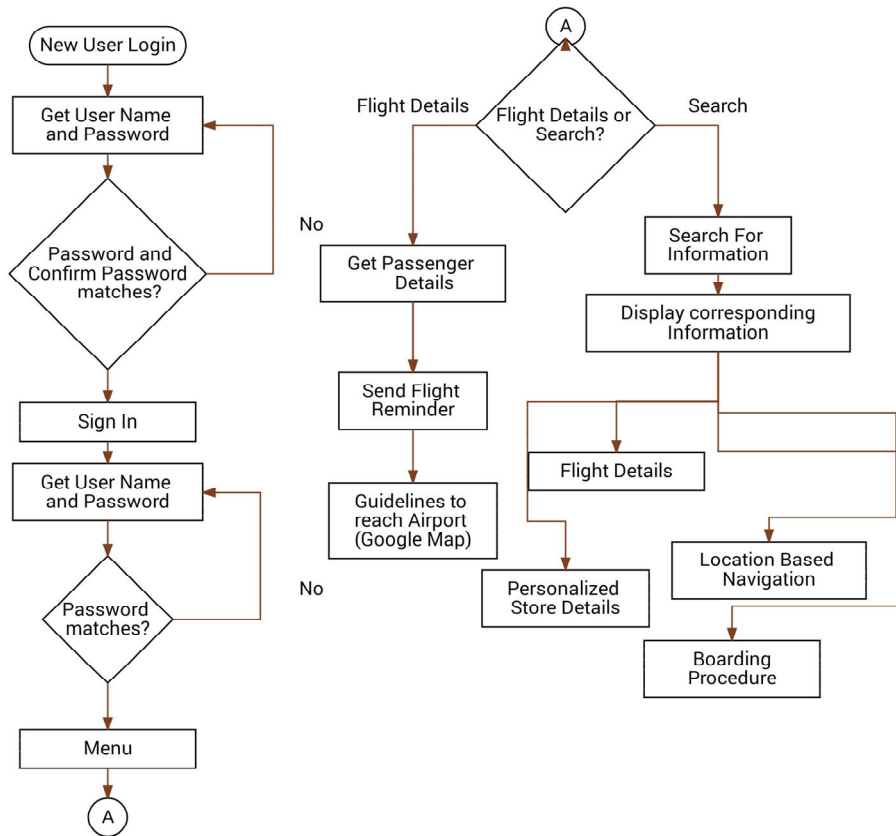 New User Login
Get User Name
and Password
Password and
Confirm Password
matches?
No
Sign In
Get User Name
and Password
Password
matches?
No
Menu
A
A
Flight Details or
Search?
Flight Details
Search
Get Passenger
Details
Send Flight
Reminder
Guidelines to
reach Airport
(Google Map)
Search For
Information
Display corresponding
Information
Flight Details
Personalized
Store Details
Location Based
Navigation
Boarding
Procedure